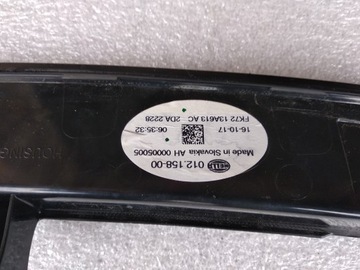 HELLA 012.158-00
Made in Slovakia AH 00005005
FK72 13A613 AC 2DA 2228
16-10-17 06:35:32
HOUSING